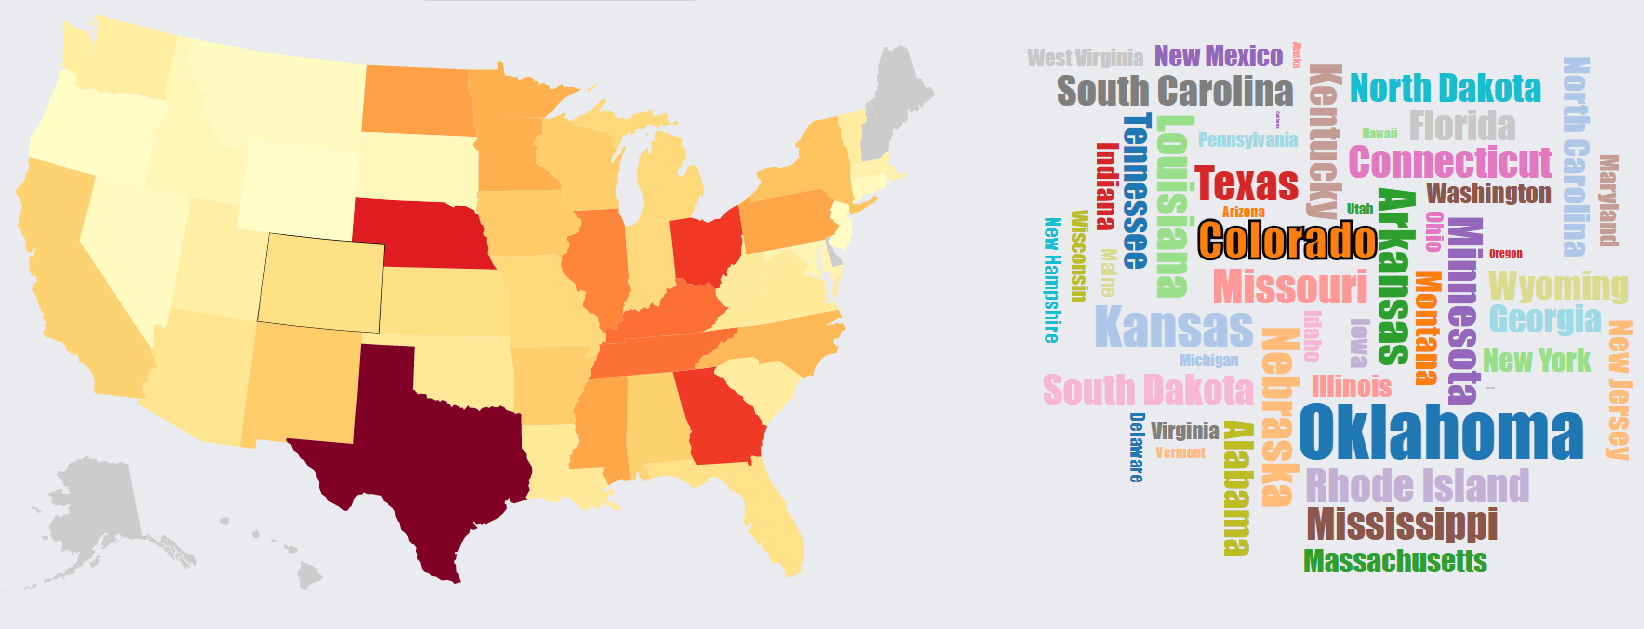 West Virginia
New Mexico
Alaska
South Carolina
Kentucky
North Dakota
North Carolina
Tennessee
Louisiana
Pennsylvania
Hawaii
Florida
Indiana
Connecticut
Maryland
Texas
Washington
Arizona
Utah
Arkansas
Colorado
Ohio
Minnesota
Oregon
New Hampshire
Wisconsin
Maine
Missouri
Montana
Wyoming
Kansas
Idaho
Iowa
Georgia
Nebraska
New Jersey
Michigan
New York
South Dakota
Illinois
Oklahoma
Delaware
Virginia
Alabama
Vermont
Rhode Island
Mississippi
Massachusetts